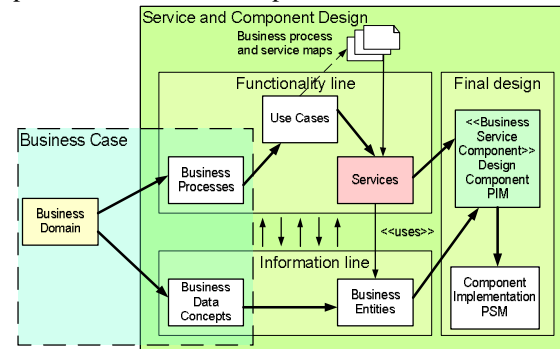 Service and Component Design
Business process
and service maps
Functionality line
Final design
Use Cases
<<Business
Service
Component>>
Design
Component
PIM
Business Case
Business
Processes
Services
Business
Domain
<<uses>>
Information line
Business
Data
Concepts
Business
Entities
Component
Implementation
PSM